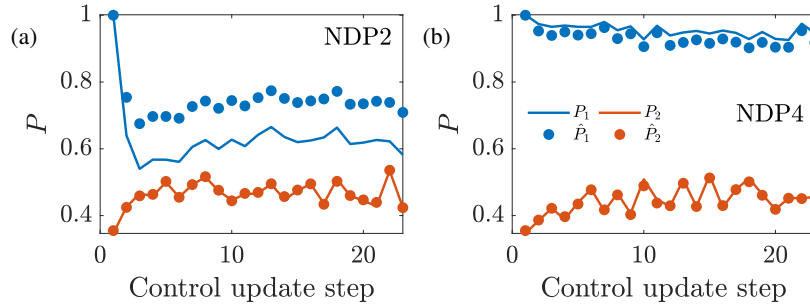 (a)
NDP2
1
0.8
0.6
0.4
P
0
10
20
Control update step
(b)
NDP4
1
0.8
0.6
0.4
P
P₁
P₂
P̂₁
P̂₂
0
10
20
Control update step